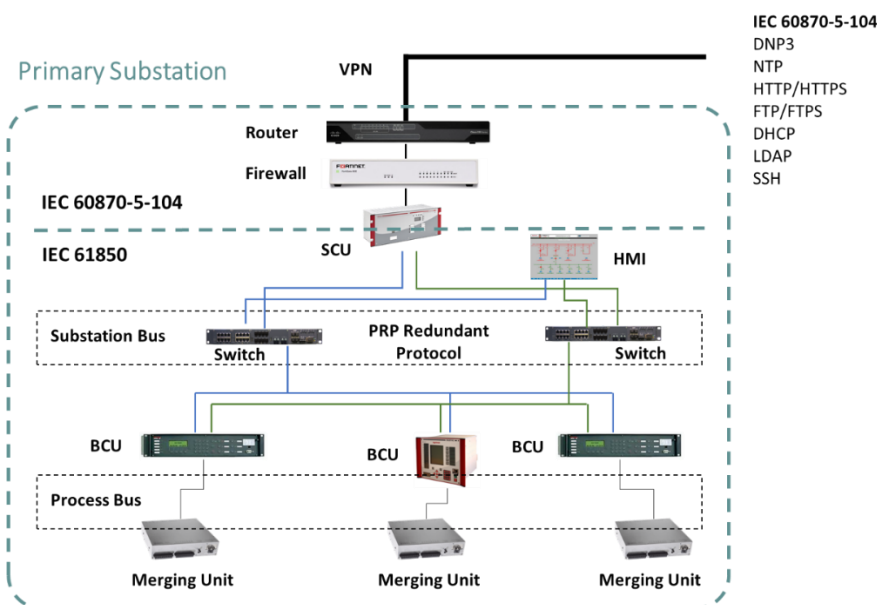 IEC 60870-5-104
DNP3
NTP
HTTP/HTTPS
FTP/FTPS
DHCP
LDAP
SSH
Primary Substation
VPN
Router
Firewall
FORTINET
IEC 60870-5-104
SCU
IEC 61850
HMI
Substation Bus
PRP Redundant
Protocol
Switch
Switch
BCU
BCU
BCU
Process Bus
Merging Unit
Merging Unit
Merging Unit